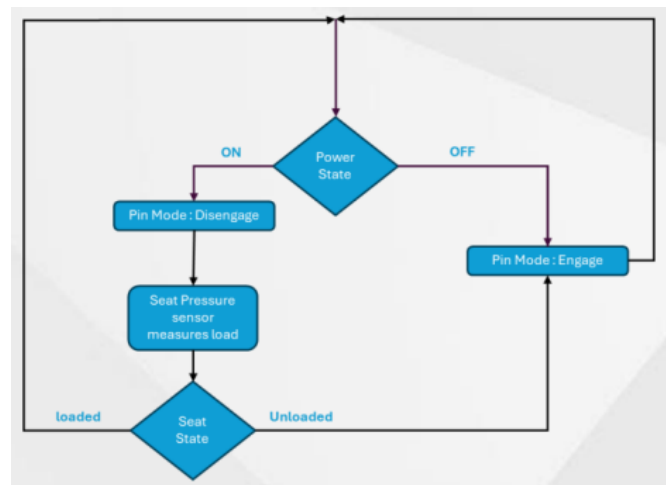 Power
State
ON
OFF
Pin Mode : Disengage
Pin Mode : Engage
Seat Pressure
sensor
measures load
loaded
Seat
State
Unloaded